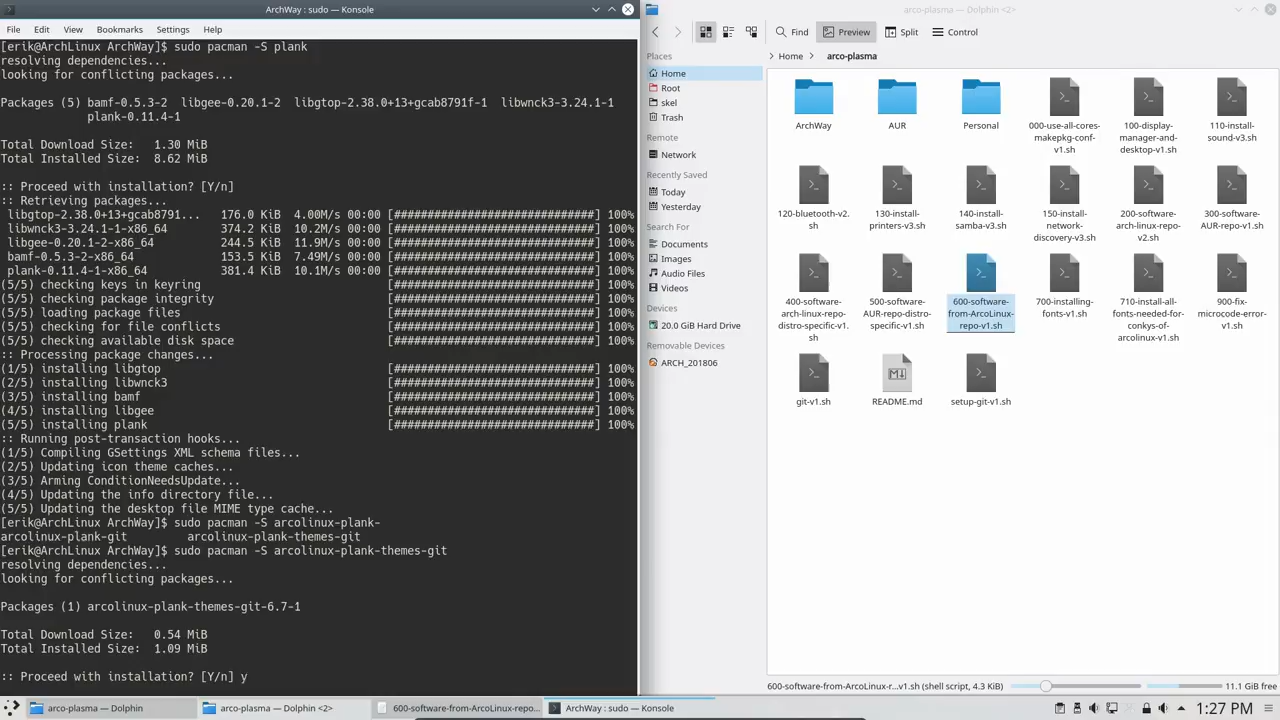 ArchWay : sudo — Konsole
File Edit View Bookmarks Settings Help
[erik@ArchLinux ArchWay]$ sudo pacman -S plank
resolving dependencies...
looking for conflicting packages...
Packages (5) bamf-0.5.3-2  libgee-0.20.1-2  libgtop-2.38.0+13+gcab8791f-1  libwnck3-3.24.1-1
plank-0.11.4-1
Total Download Size:   1.30 MiB
Total Installed Size:  8.62 MiB
:: Proceed with installation? [Y/n]
:: Retrieving packages...
libgtop-2.38.0+13+gcab8791...   176.0 KiB  4.00M/s 00:00 [##############################] 100%
libwnck3-3.24.1-1-x86_64        374.2 KiB  10.2M/s 00:00 [##############################] 100%
libgee-0.20.1-2-x86_64          244.5 KiB  11.9M/s 00:00 [##############################] 100%
bamf-0.5.3-2-x86_64             153.5 KiB  7.49M/s 00:00 [##############################] 100%
plank-0.11.4-1-x86_64           381.4 KiB  10.1M/s 00:00 [##############################] 100%
(5/5) checking keys in keyring [##############################] 100%
(5/5) checking package integrity [##############################] 100%
(5/5) loading package files [##############################] 100%
(5/5) checking for file conflicts [##############################] 100%
(5/5) checking available disk space [##############################] 100%
:: Processing package changes...
(1/5) installing libgtop [##############################] 100%
(2/5) installing libwnck3 [##############################] 100%
(3/5) installing bamf [##############################] 100%
(4/5) installing libgee [##############################] 100%
(5/5) installing plank [##############################] 100%
:: Running post-transaction hooks...
(1/5) Compiling GSettings XML schema files...
(2/5) Updating icon theme caches...
(3/5) Arming ConditionNeedsUpdate...
(4/5) Updating the info directory file...
(5/5) Updating the desktop file MIME type cache...
[erik@ArchLinux ArchWay]$ sudo pacman -S arcolinux-plank-
arcolinux-plank-git         arcolinux-plank-themes-git
[erik@ArchLinux ArchWay]$ sudo pacman -S arcolinux-plank-themes-git
resolving dependencies...
looking for conflicting packages...
Packages (1) arcolinux-plank-themes-git-6.7-1
Total Download Size:   0.54 MiB
Total Installed Size:  1.09 MiB
:: Proceed with installation? [Y/n] y
arco-plasma — Dolphin <2>
Find Preview Split Control
Places
Home
Root
skel
Trash
Remote
Network
Recently Saved
Today
Yesterday
Search For
Documents
Images
Audio Files
Videos
Devices
20.0 GiB Hard Drive
Removable Devices
ARCH_201806
> Home > arco-plasma
ArchWay
AUR
Personal
000-use-all-cores-
makepkg-conf-
v1.sh
100-display-
manager-and-
desktop-v1.sh
110-install-
sound-v3.sh
120-bluetooth-v2.
sh
130-install-
printers-v3.sh
140-install-
samba-v3.sh
150-install-
network-
discovery-v3.sh
200-software-
arch-linux-repo-
v2.sh
300-software-
AUR-repo-v1.sh
400-software-
arch-linux-repo-
distro-specific-v1.
sh
500-software-
AUR-repo-distro-
specific-v1.sh
600-software-
from-ArcoLinux-
repo-v1.sh
700-installing-
fonts-v1.sh
710-install-all-
fonts-needed-for-
conkys-of-
arcolinux-v1.sh
900-fix-
microcode-error-
v1.sh
git-v1.sh
README.md
setup-git-v1.sh
600-software-from-ArcoLinux-r...v1.sh (shell script, 4.3 KiB)
11.1 GiB free
arco-plasma — Dolphin
arco-plasma — Dolphin <2>
600-software-from-ArcoLinux-repo...
ArchWay : sudo — Konsole
1:27 PM